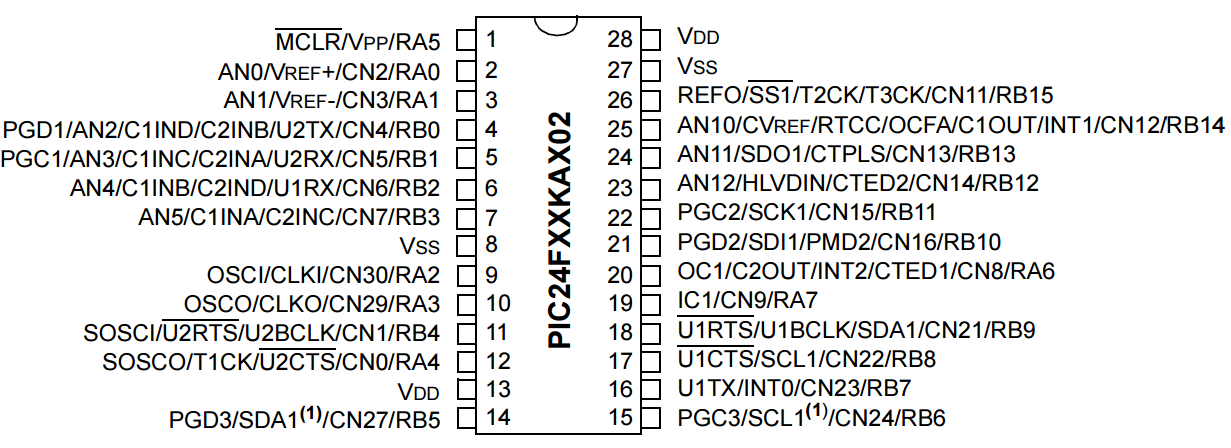 MCLR/VPP/RA5 1
AN0/VREF+/CN2/RA0 2
AN1/VREF-/CN3/RA1 3
PGD1/AN2/C1IND/C2INB/U2TX/CN4/RB0 4
PGC1/AN3/C1INC/C2INA/U2RX/CN5/RB1 5
AN4/C1INB/C2IND/U1RX/CN6/RB2 6
AN5/C1INA/C2INC/CN7/RB3 7
VSS 8
OSCI/CLKI/CN30/RA2 9
OSCO/CLKO/CN29/RA3 10
SOSCI/U2RTS/U2BCLK/CN1/RB4 11
SOSCO/T1CK/U2CTS/CN0/RA4 12
VDD 13
PGD3/SDA1(1)/CN27/RB5 14
PIC24FXXKAX02
28 VDD
27 VSS
26 REFO/SS1/T2CK/T3CK/CN11/RB15
25 AN10/CVREF/RTCC/OCFA/C1OUT/INT1/CN12/RB14
24 AN11/SDO1/CTPLS/CN13/RB13
23 AN12/HLVDIN/CTED2/CN14/RB12
22 PGC2/SCK1/CN15/RB11
21 PGD2/SDI1/PMD2/CN16/RB10
20 OC1/C2OUT/INT2/CTED1/CN8/RA6
19 IC1/CN9/RA7
18 U1RTS/U1BCLK/SDA1/CN21/RB9
17 U1CTS/SCL1/CN22/RB8
16 U1TX/INT0/CN23/RB7
15 PGC3/SCL1(1)/CN24/RB6